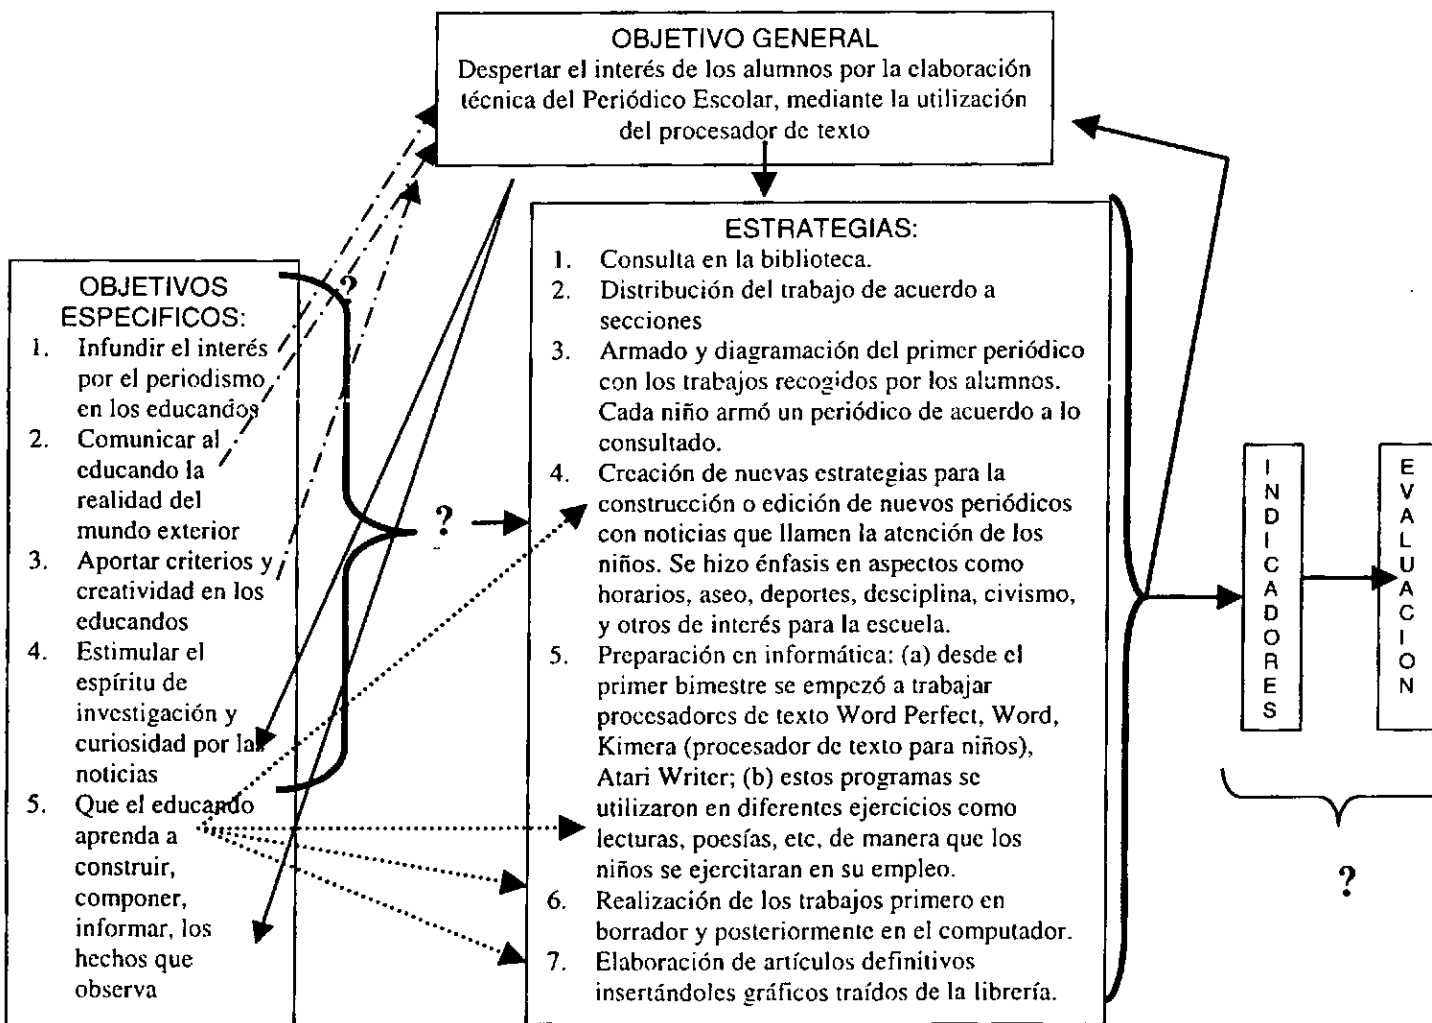 OBJETIVO GENERAL
Despertar el interés de los alumnos por la elaboración
técnica del Periódico Escolar, mediante la utilización
del procesador de texto
OBJETIVOS
ESPECIFICOS:
1. Infundir el interés
por el periodismo
en los educandos
2. Comunicar al
educando la
realidad del
mundo exterior
3. Aportar criterios y
creatividad en los
educandos
4. Estimular el
espíritu de
investigación y
curiosidad por las
noticias
5. Que el educando
aprenda a
construir,
componer,
informar, los
hechos que
observa
?
?
ESTRATEGIAS:
1. Consulta en la biblioteca.
2. Distribución del trabajo de acuerdo a
secciones
3. Armado y diagramación del primer periódico
con los trabajos recogidos por los alumnos.
Cada niño armó un periódico de acuerdo a lo
consultado.
4. Creación de nuevas estrategias para la
construcción o edición de nuevos periódicos
con noticias que llamen la atención de los
niños. Se hizo énfasis en aspectos como
horarios, aseo, deportes, desciplina, civismo,
y otros de interés para la escuela.
5. Preparación en informática: (a) desde el
primer bimestre se empezó a trabajar
procesadores de texto Word Perfect, Word,
Kimera (procesador de texto para niños),
Atari Writer; (b) estos programas se
utilizaron en diferentes ejercicios como
lecturas, poesías, etc, de manera que los
niños se ejercitaran en su empleo.
6. Realización de los trabajos primero en
borrador y posteriormente en el computador.
7. Elaboración de artículos definitivos
insertándoles gráficos traídos de la librería.
INDICADORES
EVALUACION
?